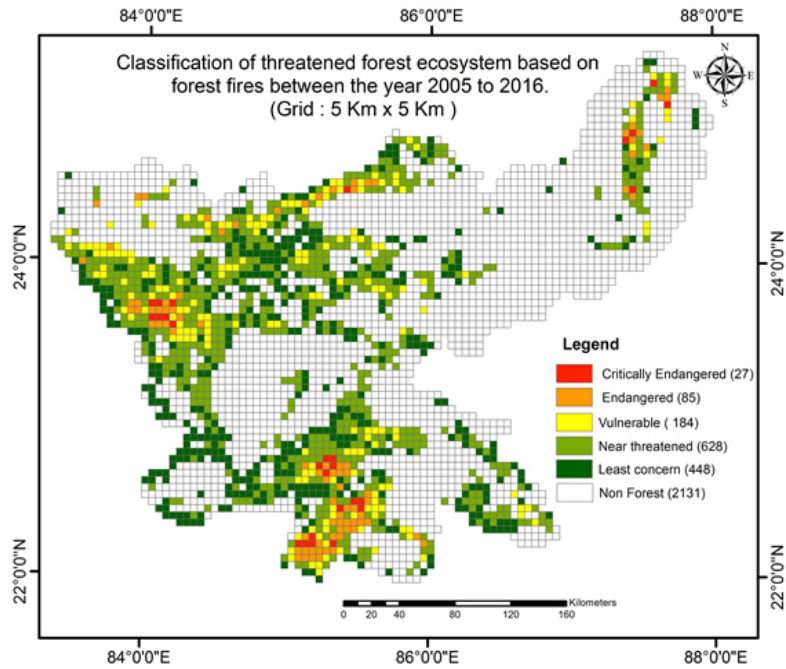 84°0'0"E 86°0'0"E 88°0'0"E
Classification of threatened forest ecosystem based on
forest fires between the year 2005 to 2016.
(Grid : 5 Km x 5 Km )
N
W E
S
24°0'0"N 24°0'0"N
Legend
Critically Endangered (27)
Endangered (85)
Vulnerable ( 184)
Near threatened (628)
Least concern (448)
Non Forest (2131)
22°0'0"N 22°0'0"N
Kilometers
0 20 40 80 120 160
84°0'0"E 86°0'0"E 88°0'0"E